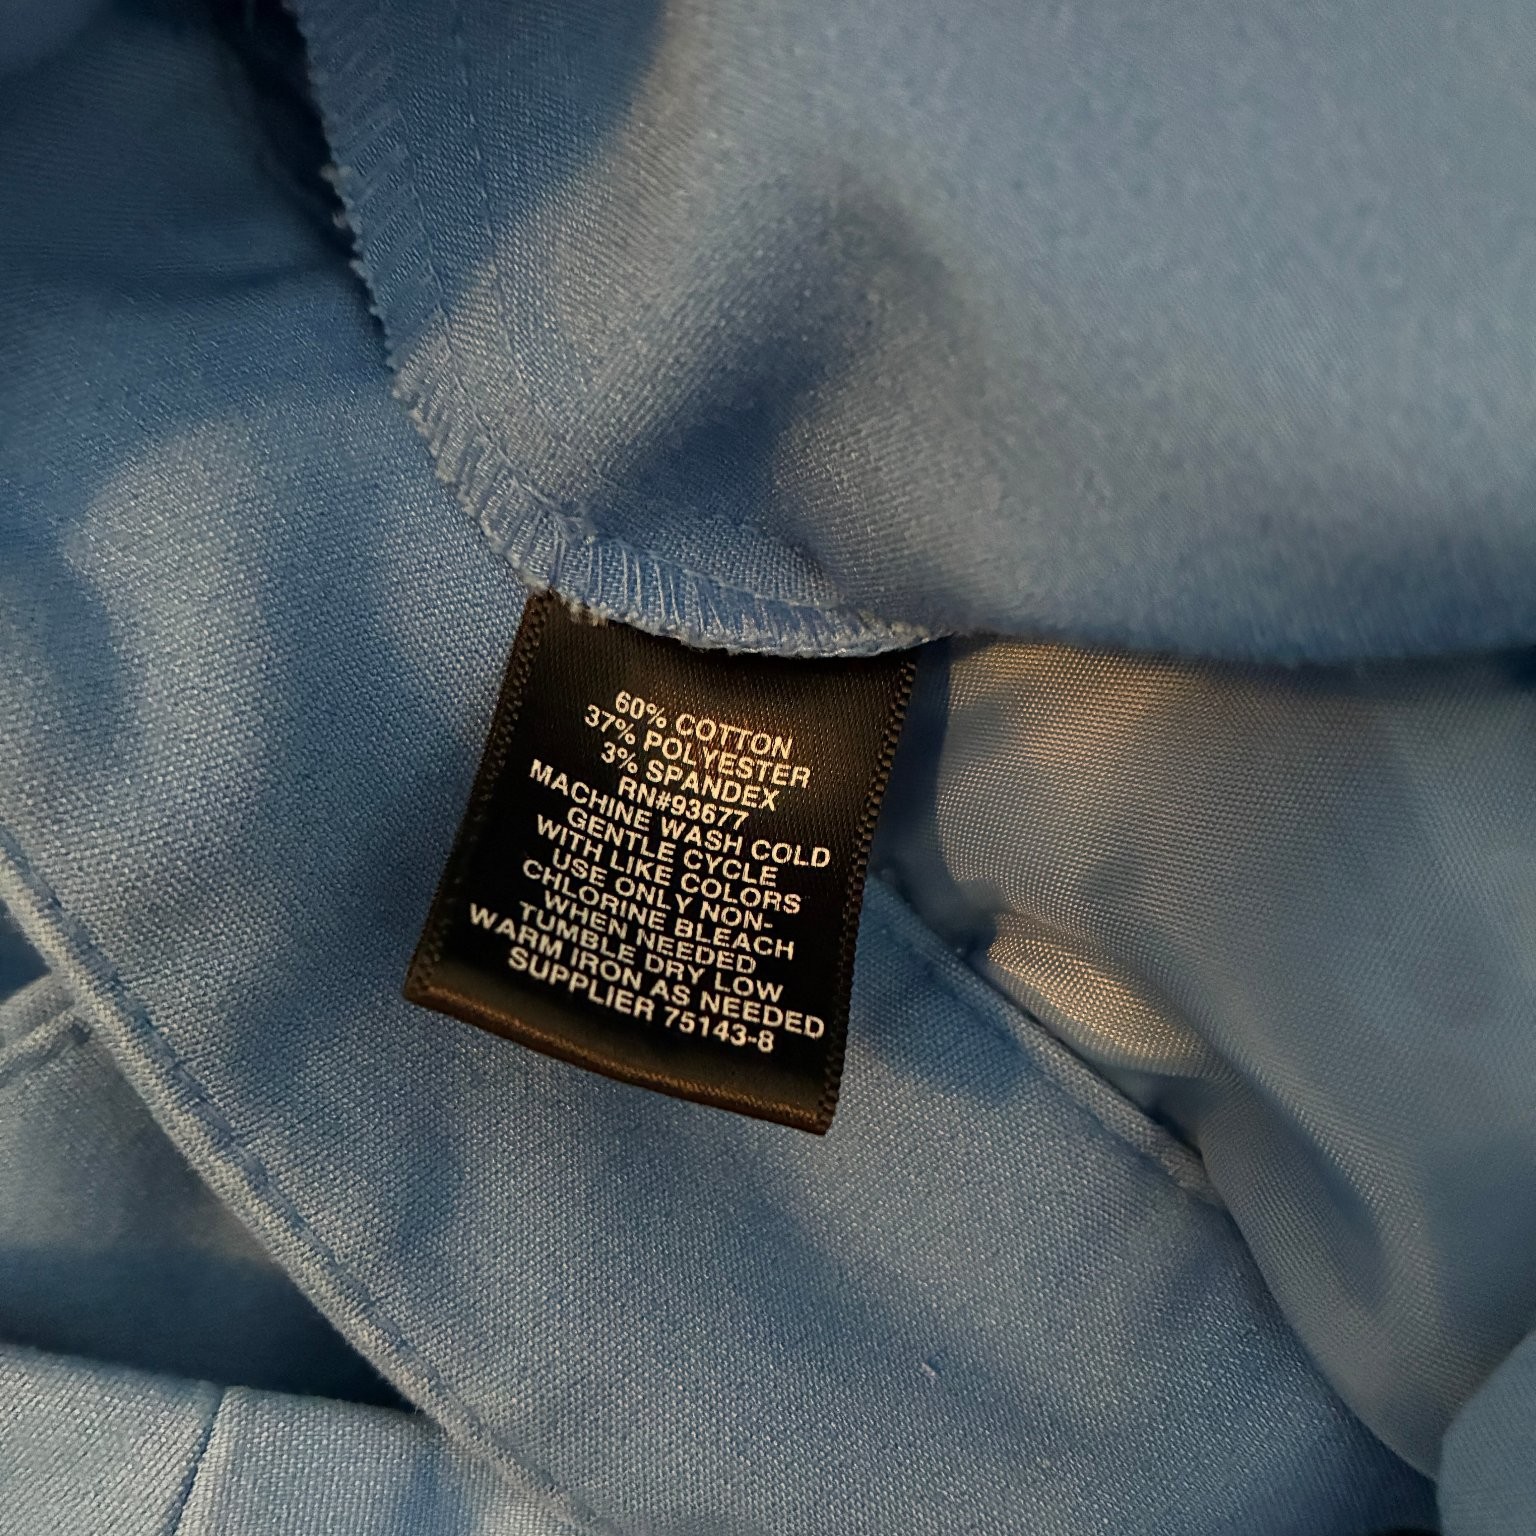 60% COTTON
37% POLYESTER
3% SPANDEX
RN#93677
MACHINE WASH COLD
GENTLE CYCLE
WITH LIKE COLORS
USE ONLY NON-
CHLORINE BLEACH
WHEN NEEDED
TUMBLE DRY LOW
WARM IRON AS NEEDED
SUPPLIER 75143-8